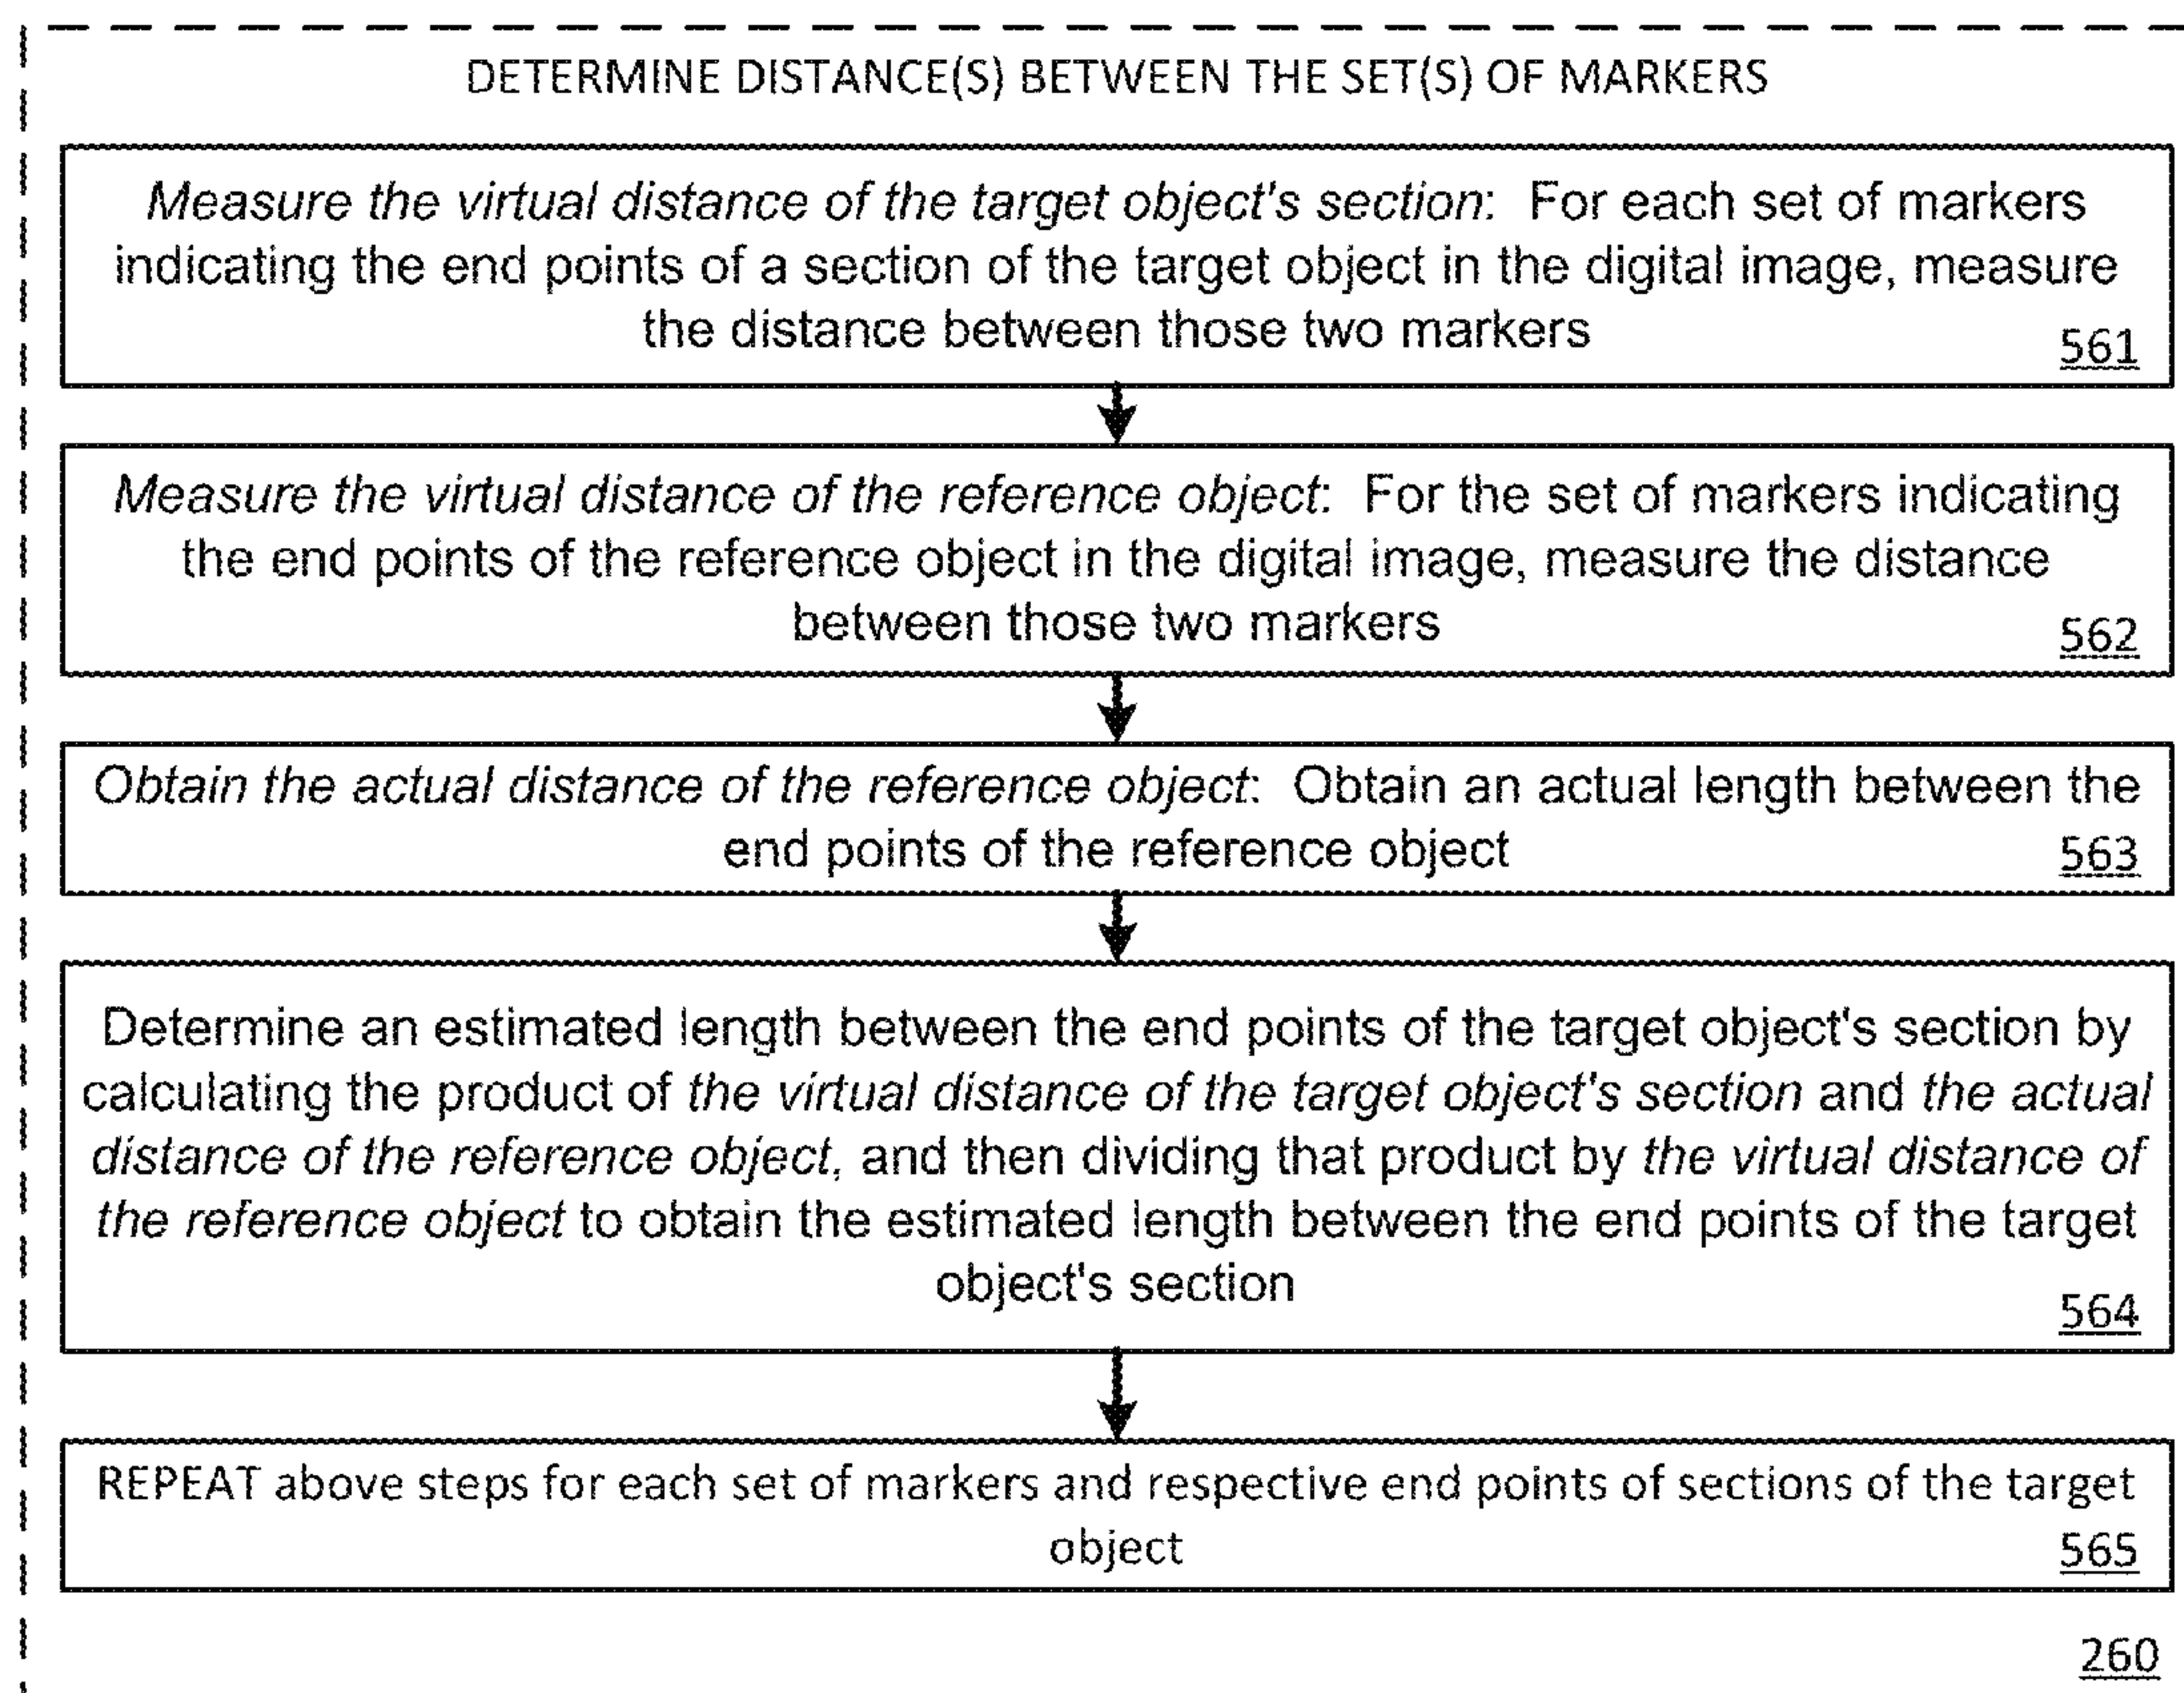 DETERMINE DISTANCE(S) BETWEEN THE SET(S) OF MARKERS
Measure the virtual distance of the target object's section: For each set of markers
indicating the end points of a section of the target object in the digital image, measure
the distance between those two markers
561
Measure the virtual distance of the reference object: For the set of markers indicating
the end points of the reference object in the digital image, measure the distance
between those two markers
562
Obtain the actual distance of the reference object: Obtain an actual length between the
end points of the reference object
563
Determine an estimated length between the end points of the target object's section by
calculating the product of the virtual distance of the target object's section and the actual
distance of the reference object, and then dividing that product by the virtual distance of
the reference object to obtain the estimated length between the end points of the target
object's section
564
REPEAT above steps for each set of markers and respective end points of sections of the target
object
565
260